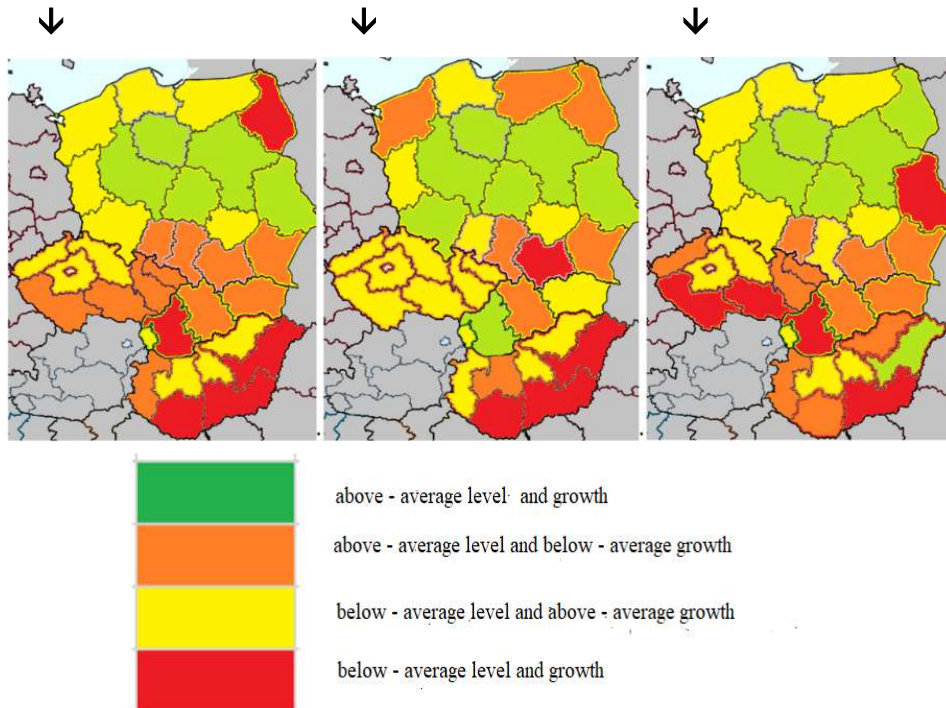 above - average level and growth
above - average level and below - average growth
below - average level and above - average growth
below - average level and growth